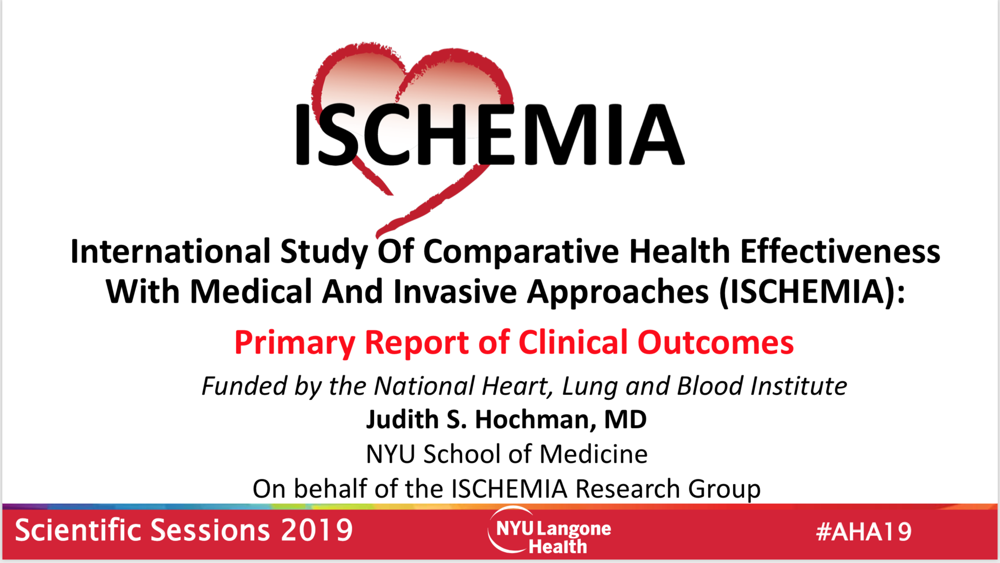 ISCHEMIA
International Study Of Comparative Health Effectiveness
With Medical And Invasive Approaches (ISCHEMIA):
Primary Report of Clinical Outcomes
Funded by the National Heart, Lung and Blood Institute
Judith S. Hochman, MD
NYU School of Medicine
On behalf of the ISCHEMIA Research Group
Scientific Sessions 2019
NYU Langone
Health
#AHA19